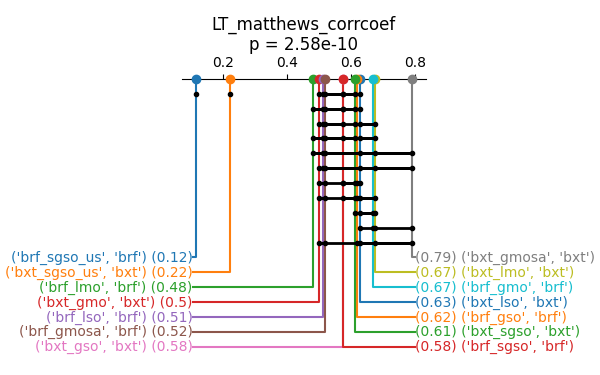 LT_matthews_corrcoef
p = 2.58e-10
0.2 0.4 0.6 0.8
('brf_sgso_us', 'brf') (0.12)
('bxt_sgso_us', 'bxt') (0.22)
('brf_lmo', 'brf') (0.48)
('bxt_gmo', 'bxt') (0.5)
('brf_lso', 'brf') (0.51)
('brf_gmosa', 'brf') (0.52)
('bxt_gso', 'bxt') (0.58)
(0.79) ('bxt_gmosa', 'bxt')
(0.67) ('bxt_lmo', 'bxt')
(0.67) ('brf_gmo', 'brf')
(0.63) ('bxt_lso', 'bxt')
(0.62) ('brf_gso', 'brf')
(0.61) ('bxt_sgso', 'bxt')
(0.58) ('brf_sgso', 'brf')